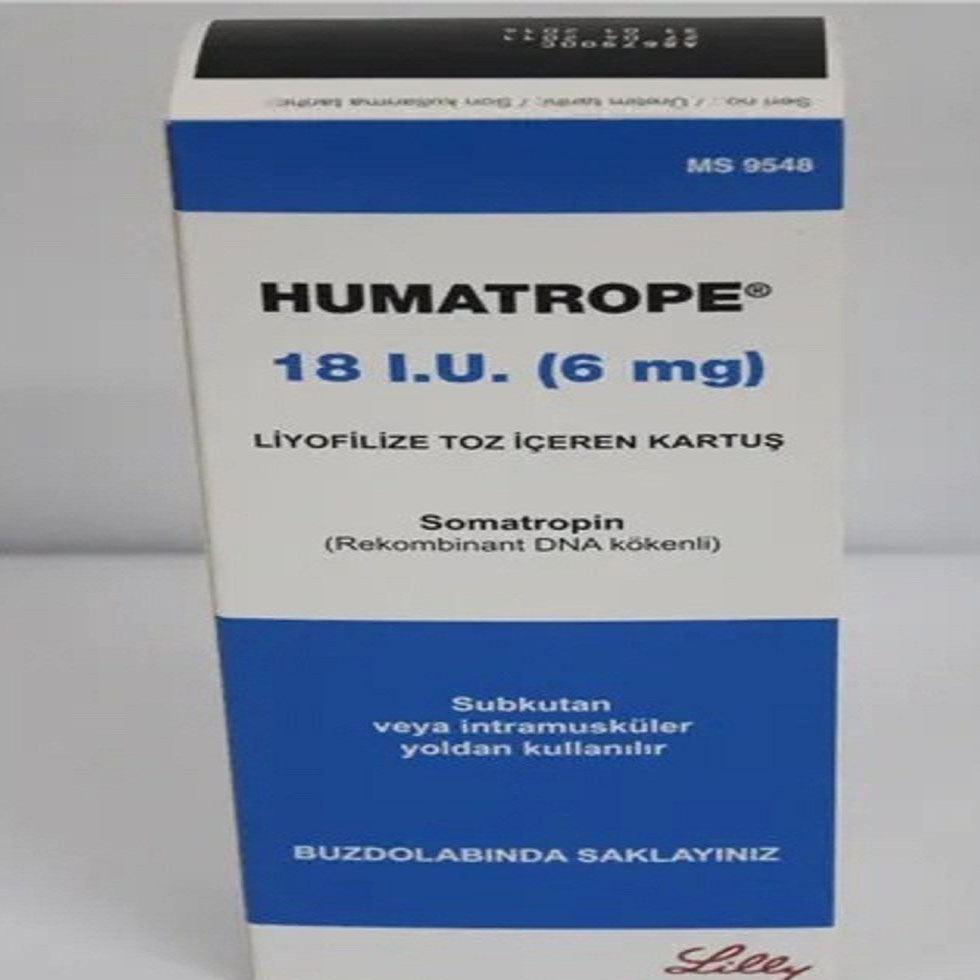 Seri no.: / Üretim tarihi: / Son kullanma tarihi:
MS 9548
HUMATROPE®
18 I.U. (6 mg)
LİYOFİLİZE TOZ İÇEREN KARTUŞ
Somatropin
(Rekombinant DNA kökenli)
Subkutan
veya intramusküler
yoldan kullanılır
BUZDOLABINDA SAKLAYINIZ
Lilly